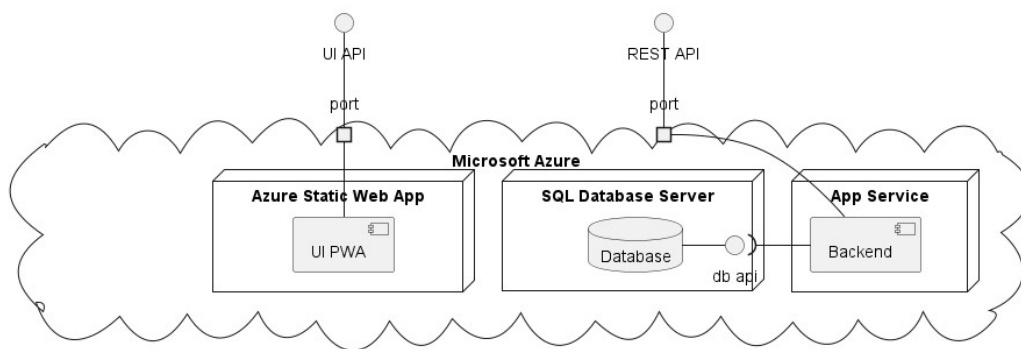 UI API
REST API
port
port
Microsoft Azure
Azure Static Web App
SQL Database Server
App Service
UI PWA
Database
db api
Backend